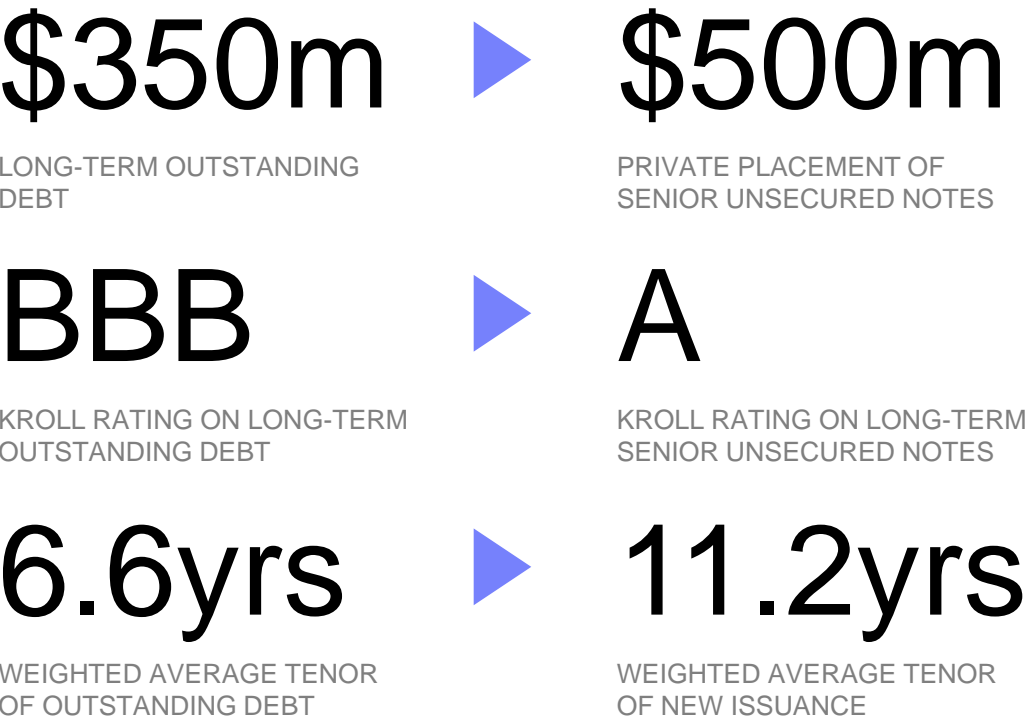 $350m
$500m
LONG-TERM OUTSTANDING
DEBT
PRIVATE PLACEMENT OF
SENIOR UNSECURED NOTES
BBB
A
KROLL RATING ON LONG-TERM
OUTSTANDING DEBT
KROLL RATING ON LONG-TERM
SENIOR UNSECURED NOTES
6.6yrs
11.2yrs
WEIGHTED AVERAGE TENOR
OF OUTSTANDING DEBT
WEIGHTED AVERAGE TENOR
OF NEW ISSUANCE